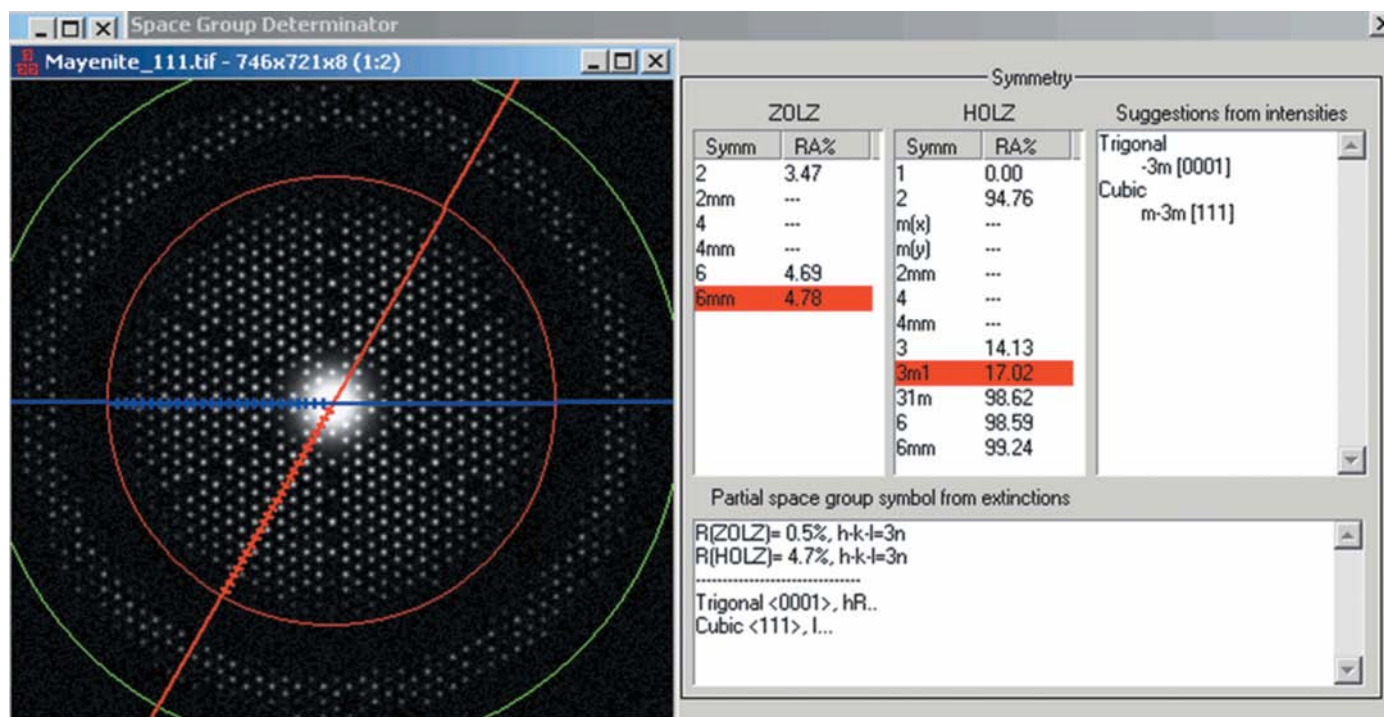 Space Group Determinator
Mayenite_111.tif - 746x721x8 (1:2)
Symmetry
ZOLZ HOLZ Suggestions from intensities
Symm RA% Symm RA% Trigonal
2 3.47 1 0.00 -3m [0001]
2mm --- 2 94.76 Cubic
4 --- m(x) --- m-3m [111]
4mm --- m(y) ---
6 4.69 2mm ---
6mm 4.78 4 ---
4mm ---
3 14.13
3m1 17.02
31m 98.62
6 98.59
6mm 99.24
Partial space group symbol from extinctions
R(ZOLZ)= 0.5%, h-k-l=3n
R(HOLZ)= 4.7%, h-k-l=3n
--------------------------------
Trigonal <0001>, hR..
Cubic <111>, I...